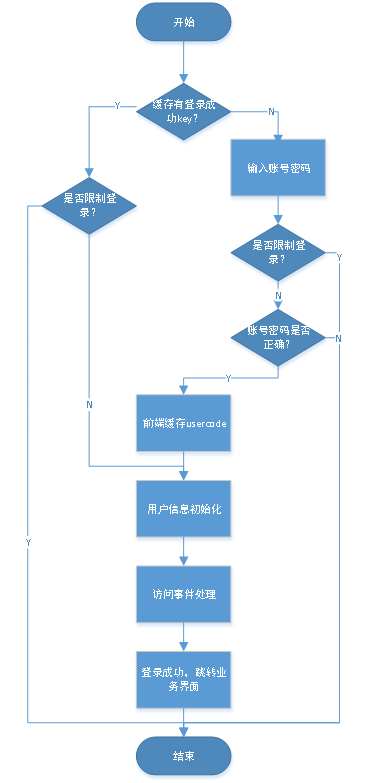 开始
缓存有登录成
功key?
Y
N
输入账号密码
是否限制登
录?
是否限制登
录?
Y
N
账号密码是否
正确?
N
Y
N
前端缓存usercode
用户信息初始化
Y
访问事件处理
登录成功，跳转业
务界面
结束